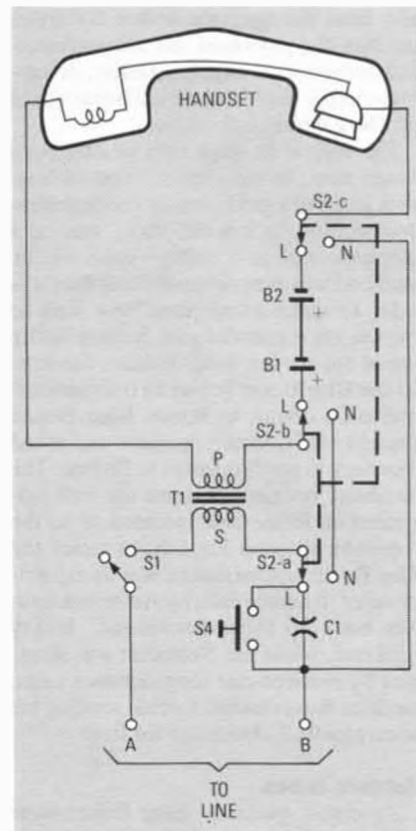 HANDSET
S2-c
L
N
B2
B1
+
L
N
S2-b
P
T1
S
S1
S2-a
N
L
S4
C1
A
B
TO
LINE